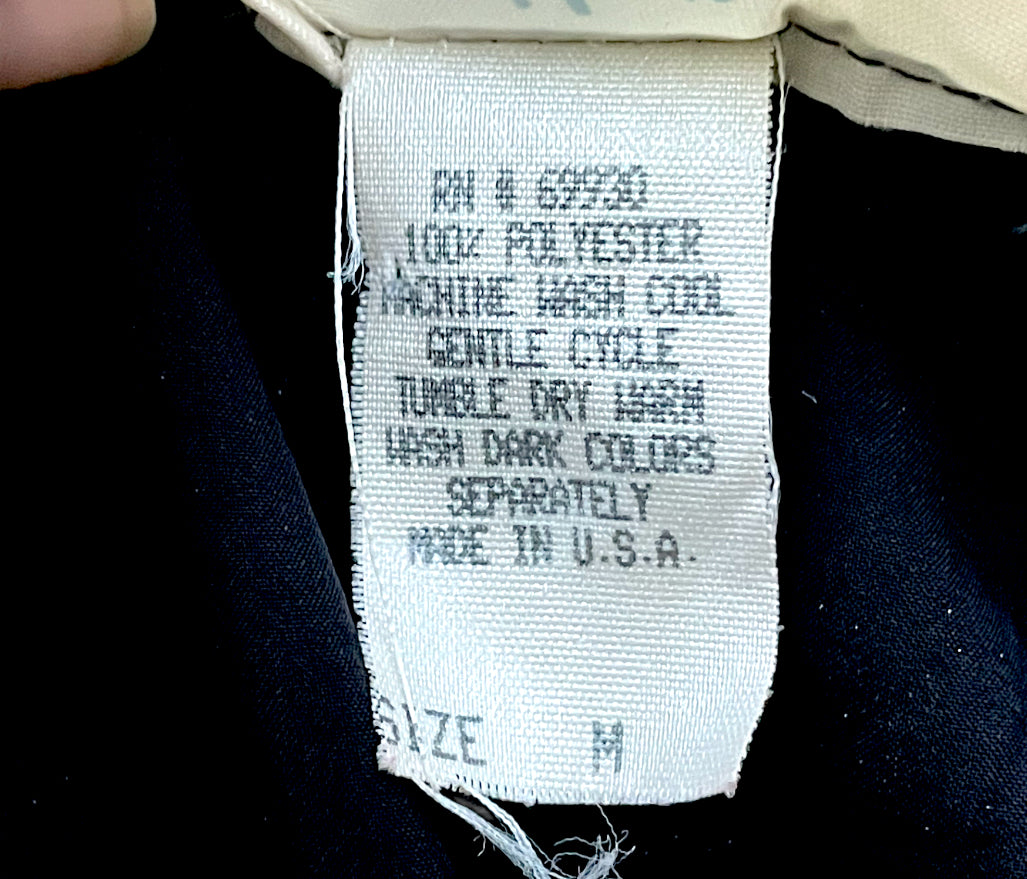 RN # 69930
100% POLYESTER
MACHINE WASH COOL
GENTLE CYCLE
TUMBLE DRY WARM
WASH DARK COLORS
SEPARATELY
MADE IN U.S.A.
SIZE M